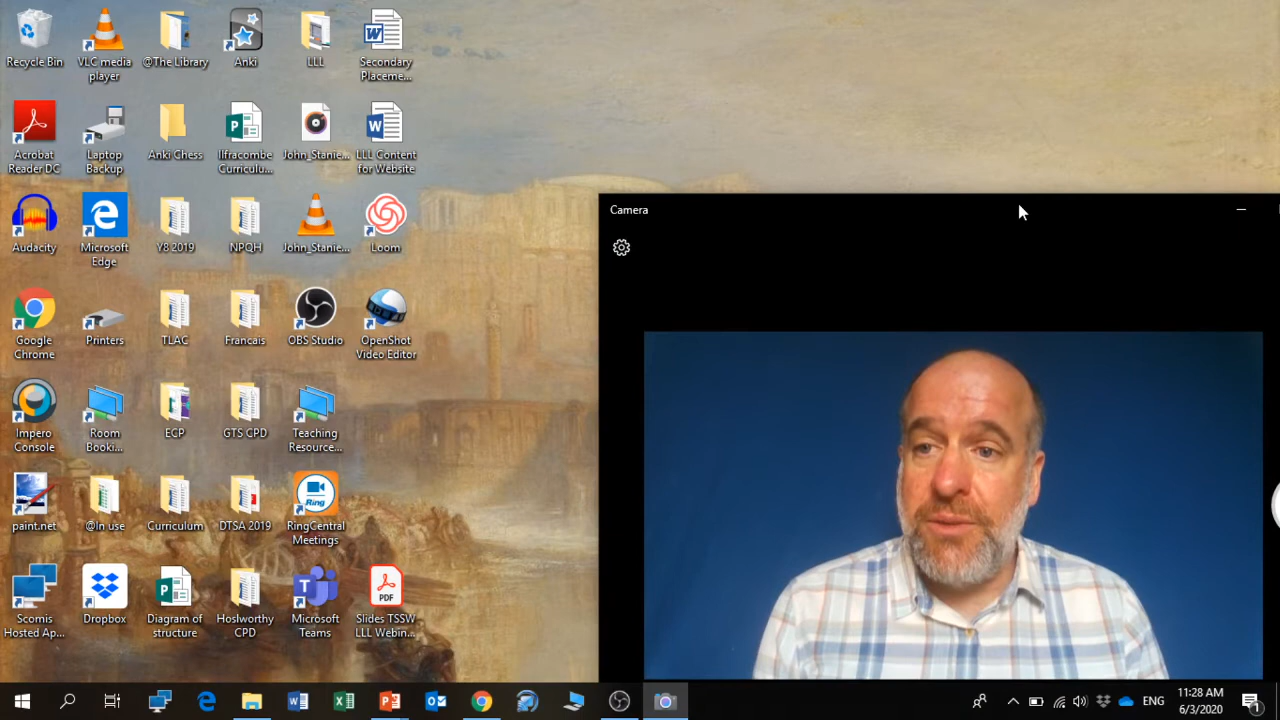 Recycle Bin
VLC media
player
@The Library
Anki
LLL
Secondary
Placeme...
Acrobat
Reader DC
Laptop
Backup
Anki Chess
Ilfracombe
Curriculu...
John_Stanie...
LLL Content
for Website
Audacity
Microsoft
Edge
Y8 2019
NPQH
John_Stanie...
Loom
Google
Chrome
Printers
TLAC
Francais
OBS Studio
OpenShot
Video Editor
Impero
Console
Room
Booki...
ECP
GTS CPD
Teaching
Resource...
paint.net
@In use
Curriculum
DTSA 2019
Ring
RingCentral
Meetings
Scomis
Hosted Ap...
Dropbox
Diagram of
structure
Hoslworthy
CPD
Microsoft
Teams
PDF
Slides TSSW
LLL Webin...
Camera
ENG
11:28 AM
6/3/2020
1